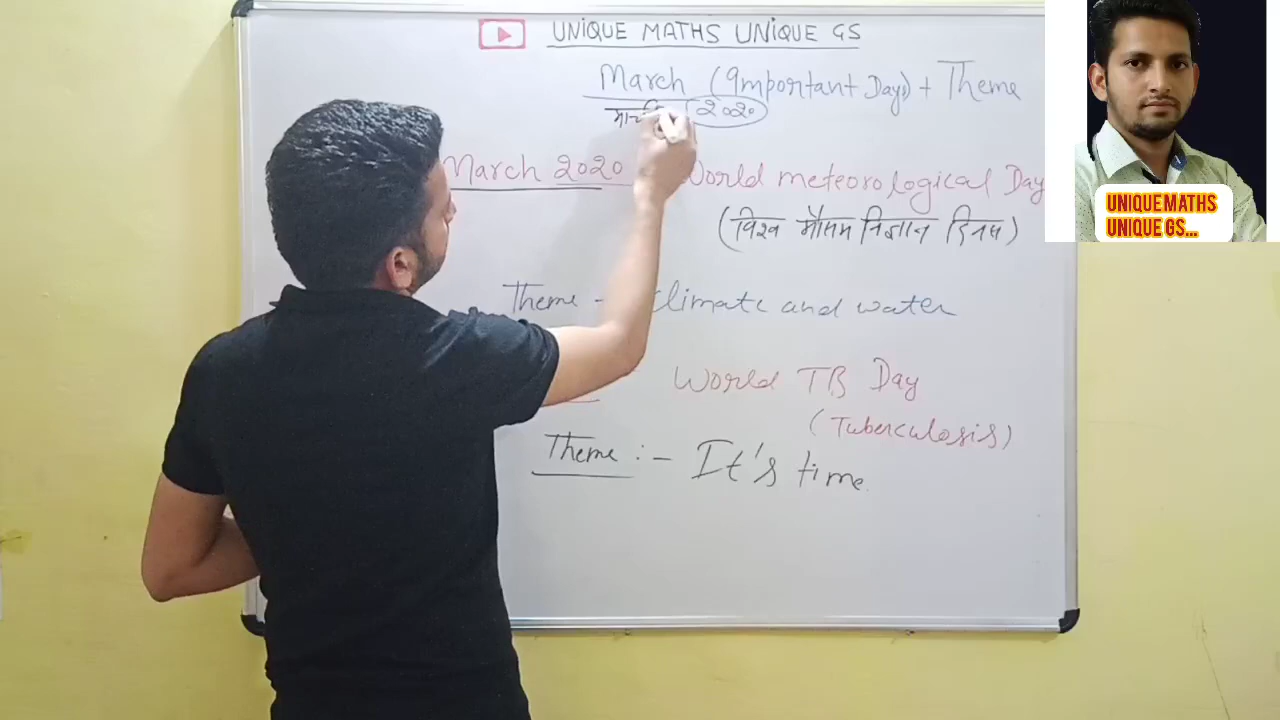 UNIQUE MATHS UNIQUE GS
March (Important Days) + Theme
2020
March 2020 World meteorological Day
(विश्व मौसम विज्ञान दिवस)
Theme - Climate and water
World TB Day
(Tuberculosis)
Theme :- It's time
UNIQUE MATHS
UNIQUE GS...